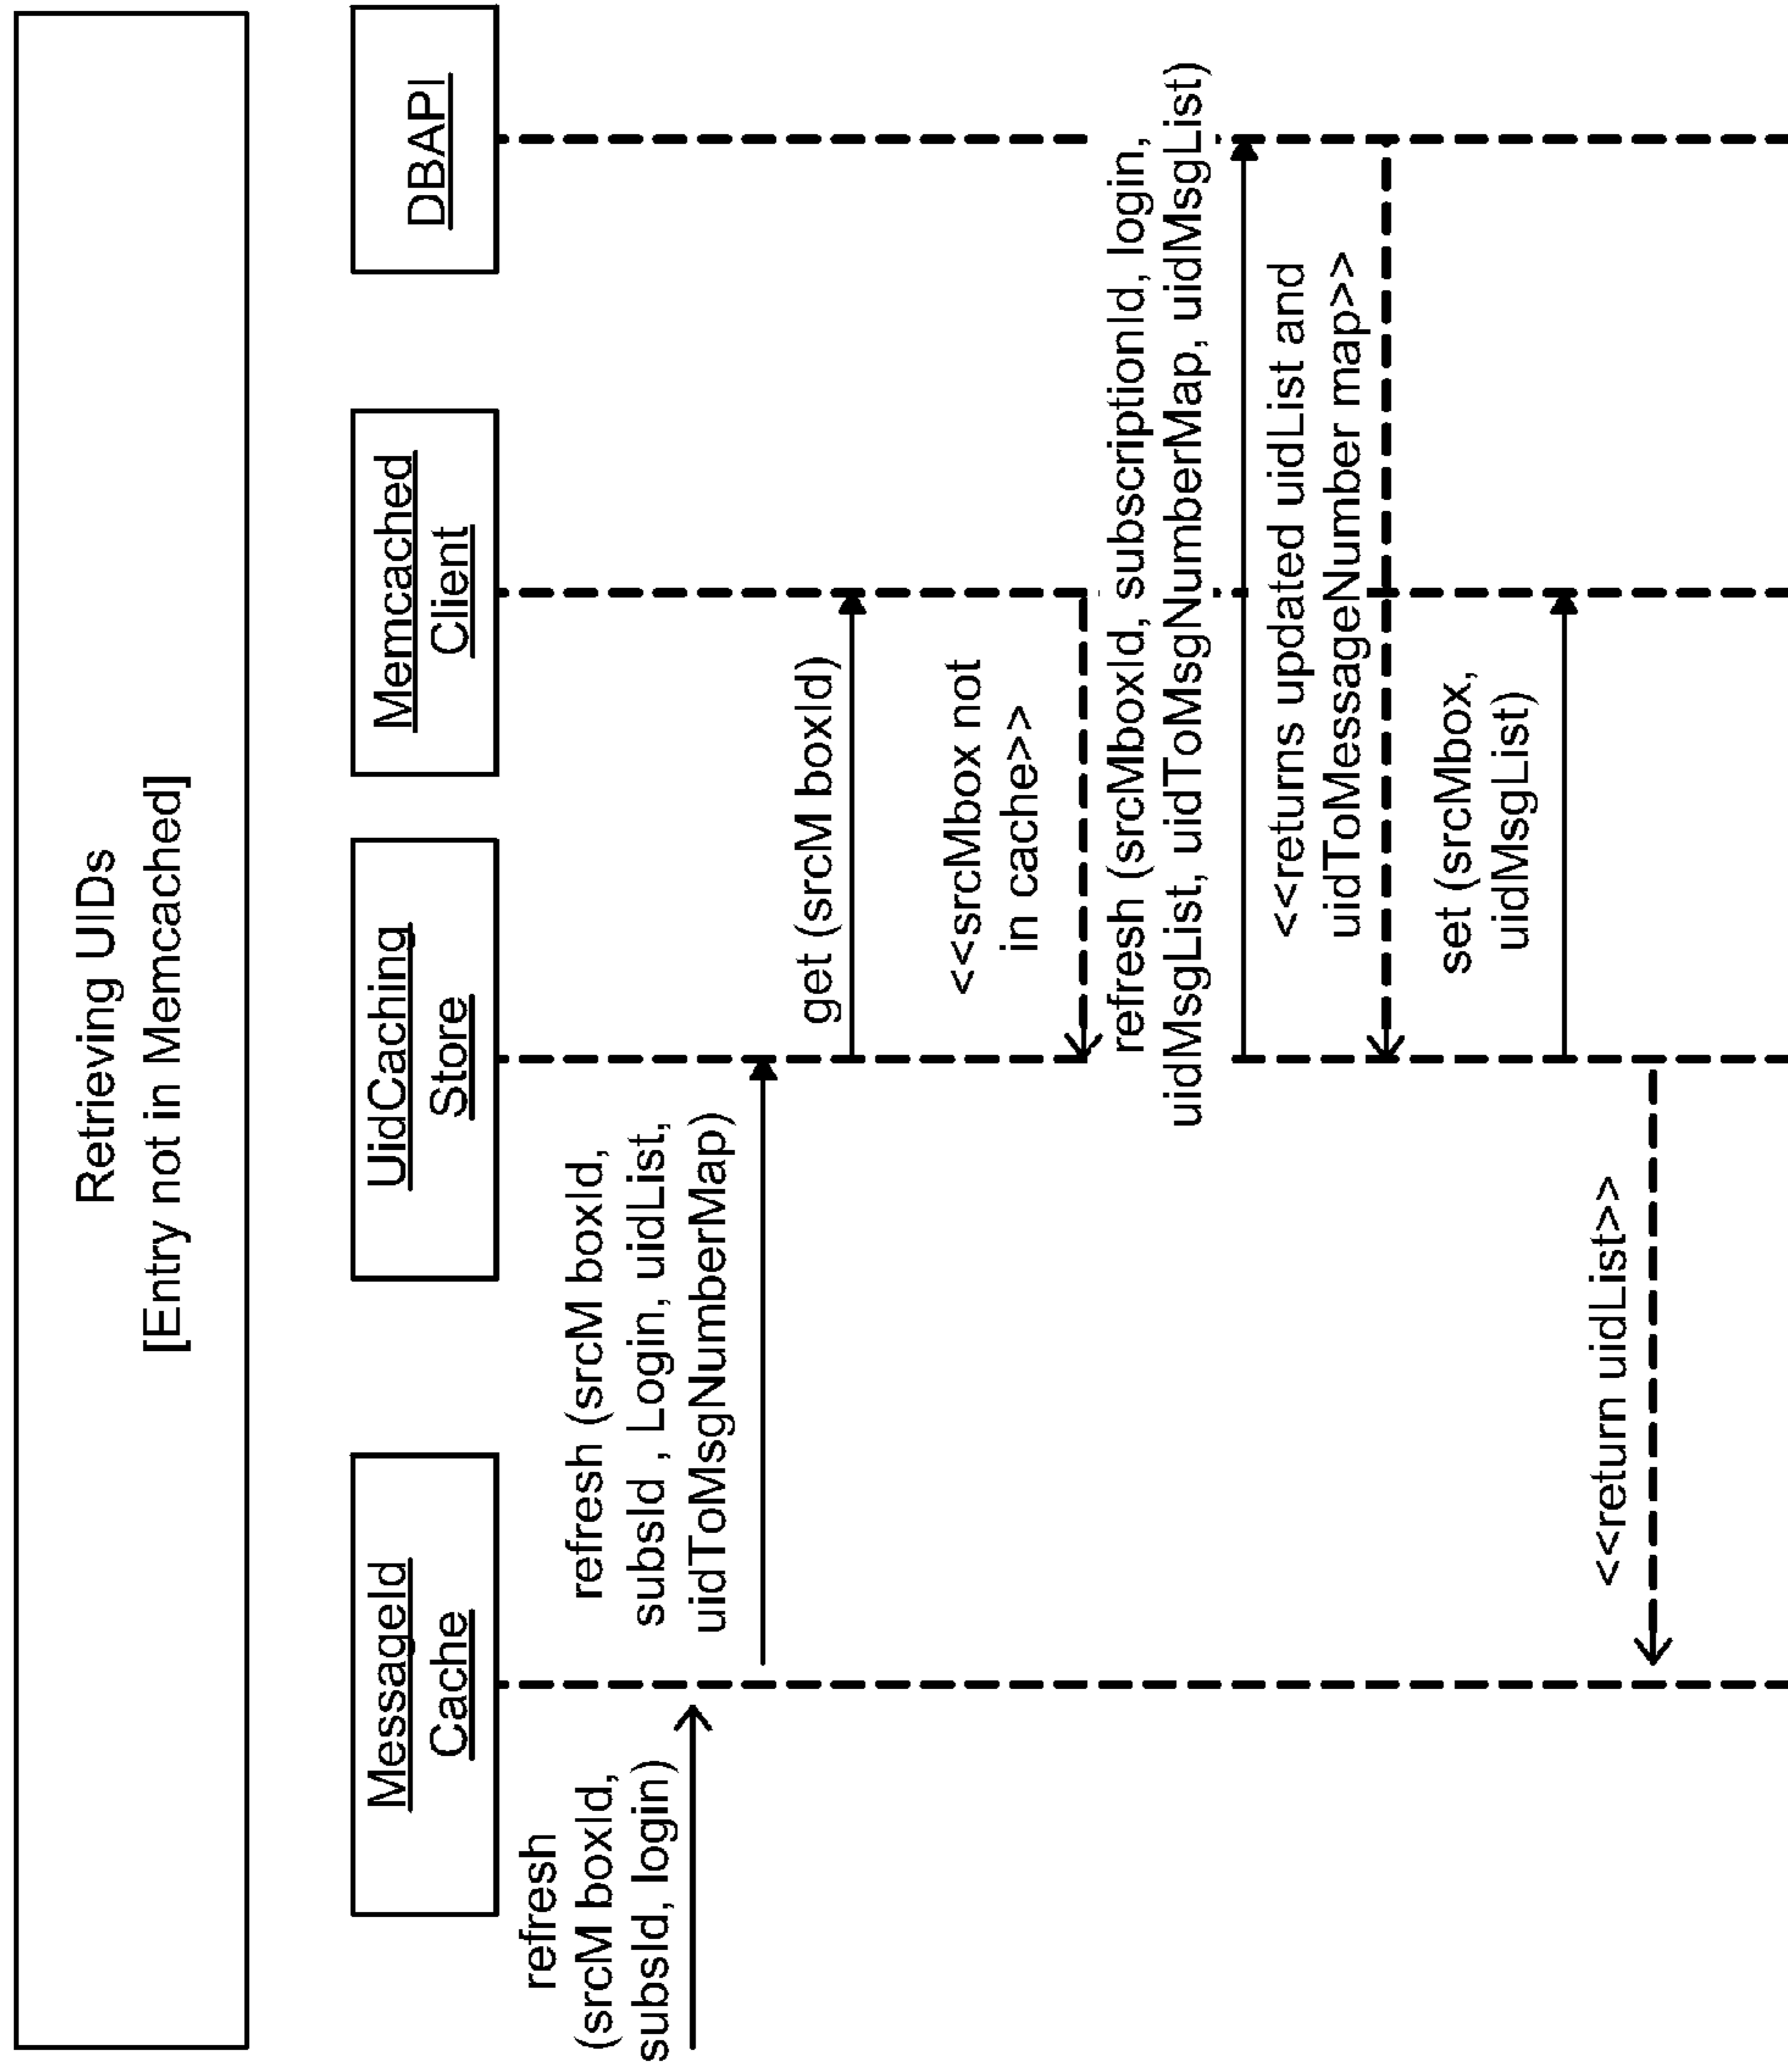 Retrieving UIDs
[Entry not in Memcached]
MessageId
Cache
UidCaching
Store
Memcached
Client
DBAPI
refresh
(srcM boxId,
subsId, login)
refresh (srcM boxId,
subsId , Login, uidList,
uidToMsgNumberMap)
get (srcM boxId)
<<srcMbox not
in cache>>
refresh (srcMboxId, subscriptionId, login,
uidMsgList, uidToMsgNumberMap, uidMsgList)
<<returns updated uidList and
uidToMessageNumber map>>
set (srcMbox,
uidMsgList)
<<return uidList>>